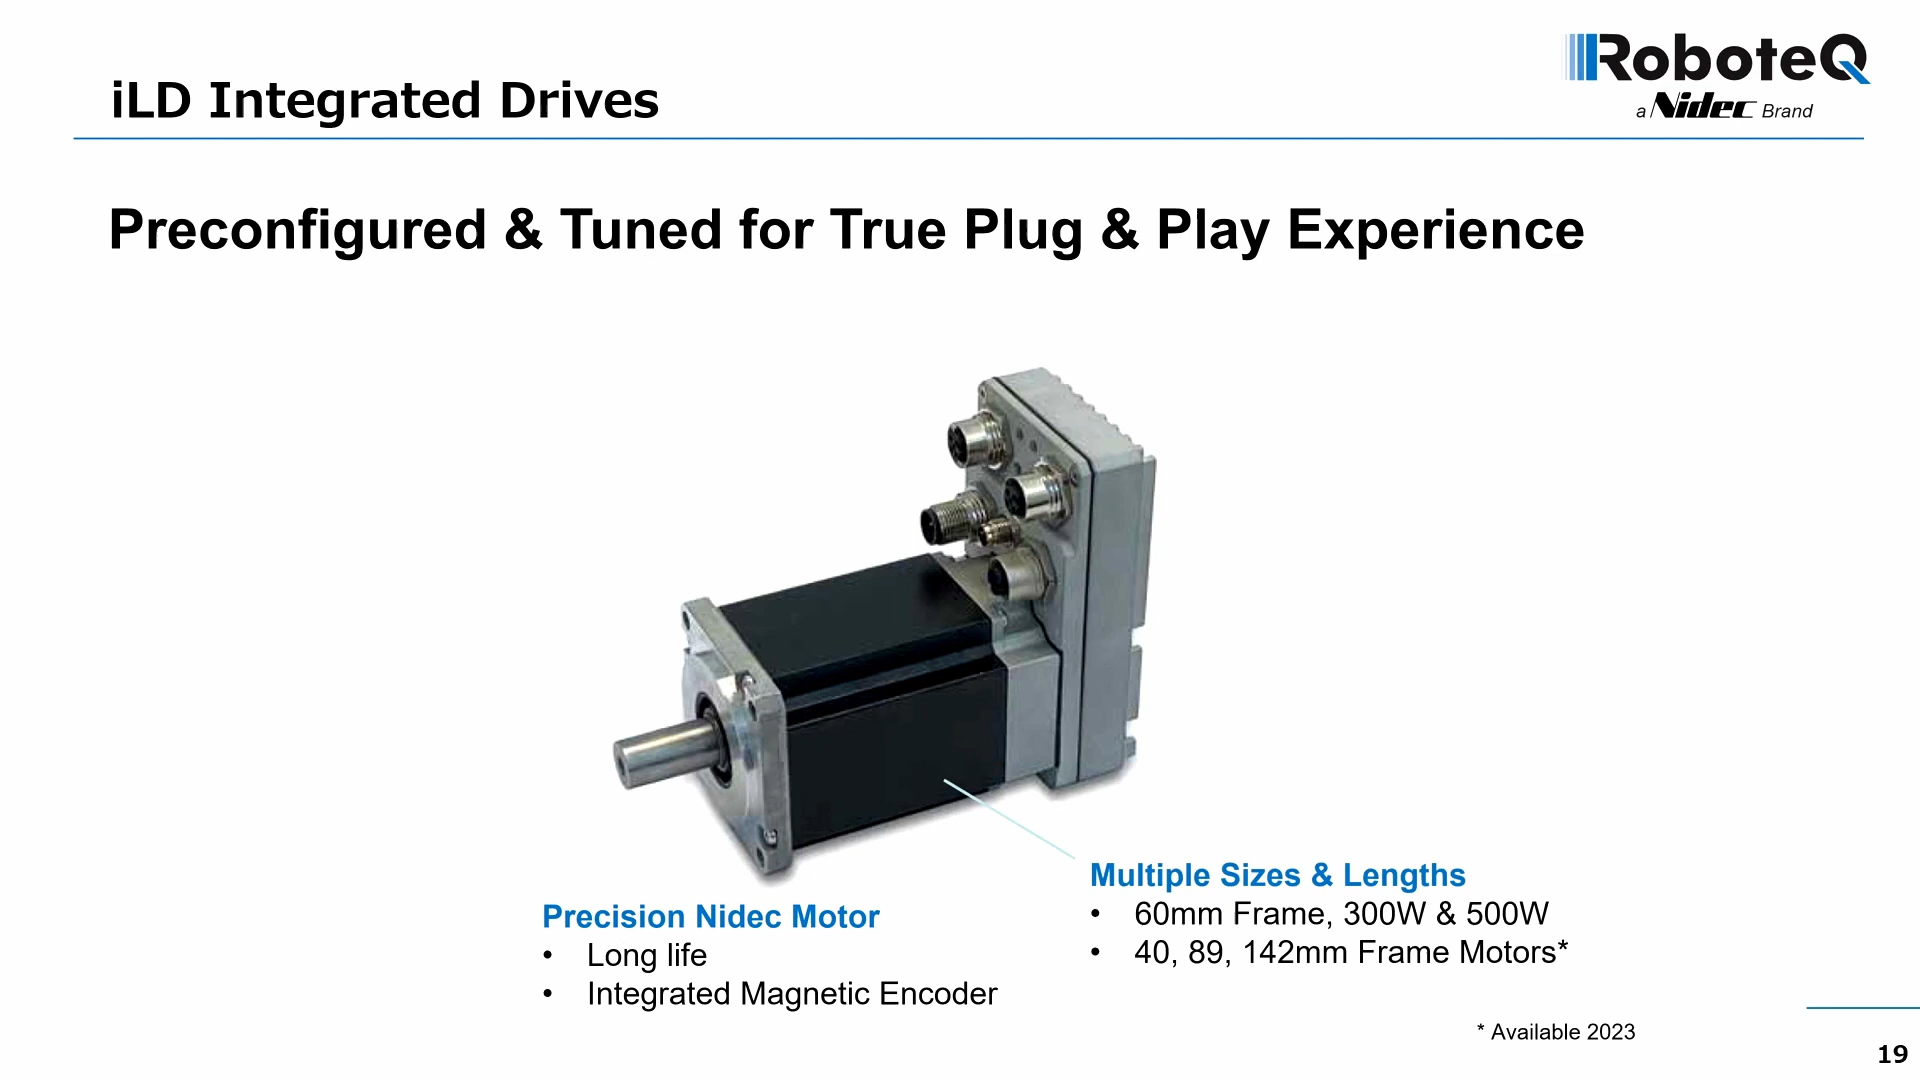 iLD Integrated Drives
RoboteQ
a Nidec Brand
Preconfigured & Tuned for True Plug & Play Experience
Precision Nidec Motor
• Long life
• Integrated Magnetic Encoder
Multiple Sizes & Lengths
• 60mm Frame, 300W & 500W
• 40, 89, 142mm Frame Motors*
* Available 2023
19